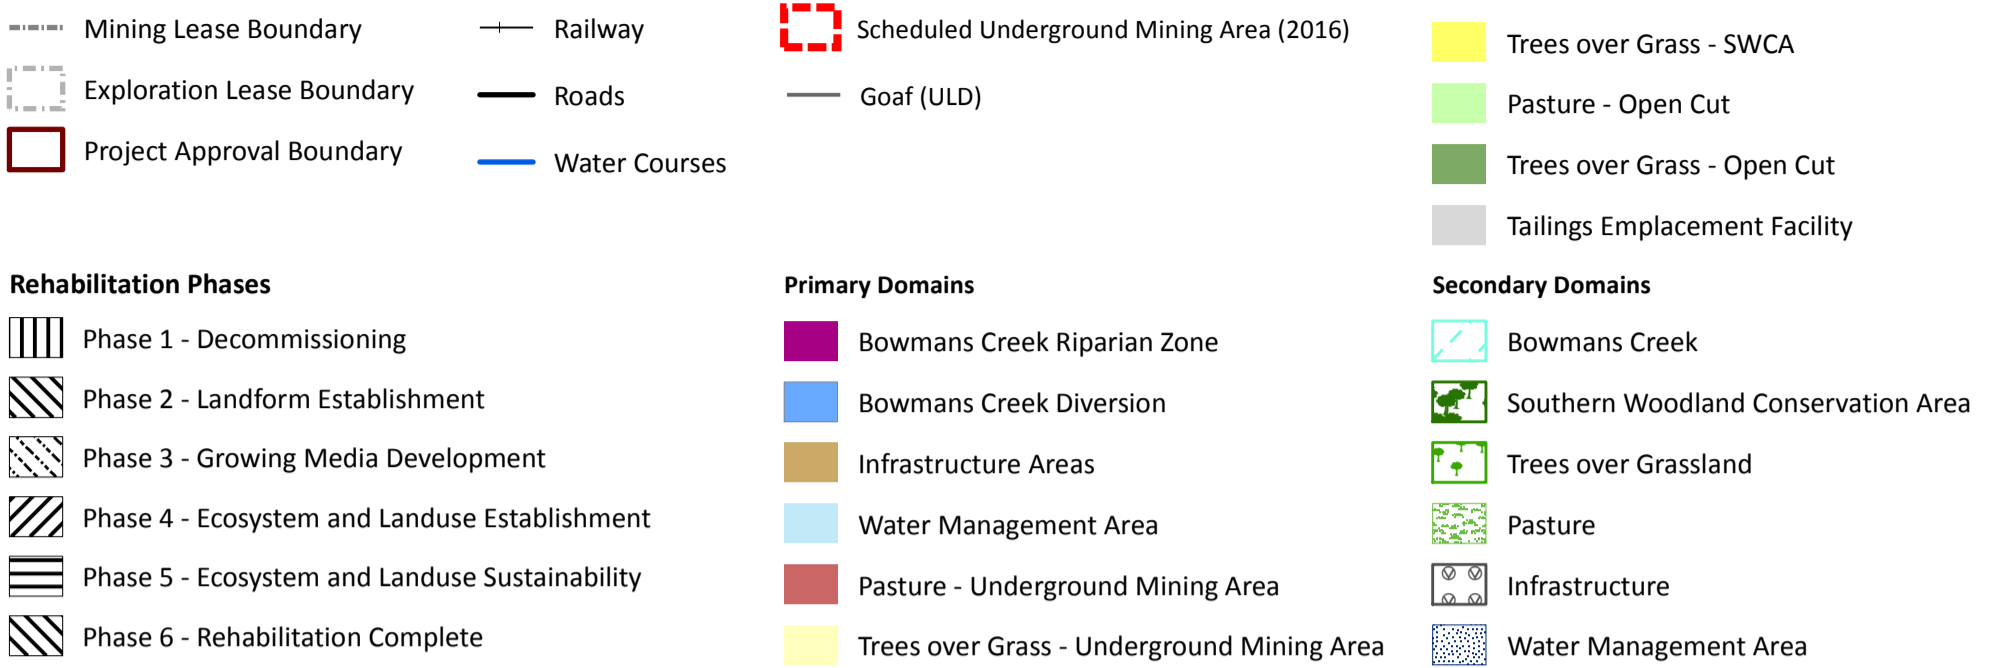 Mining Lease Boundary
Exploration Lease Boundary
Project Approval Boundary
Railway
Roads
Water Courses
Scheduled Underground Mining Area (2016)
Goaf (ULD)
Trees over Grass - SWCA
Pasture - Open Cut
Trees over Grass - Open Cut
Tailings Emplacement Facility
Rehabilitation Phases
Phase 1 - Decommissioning
Phase 2 - Landform Establishment
Phase 3 - Growing Media Development
Phase 4 - Ecosystem and Landuse Establishment
Phase 5 - Ecosystem and Landuse Sustainability
Phase 6 - Rehabilitation Complete
Primary Domains
Bowmans Creek Riparian Zone
Bowmans Creek Diversion
Infrastructure Areas
Water Management Area
Pasture - Underground Mining Area
Trees over Grass - Underground Mining Area
Secondary Domains
Bowmans Creek
Southern Woodland Conservation Area
Trees over Grassland
Pasture
Infrastructure
Water Management Area